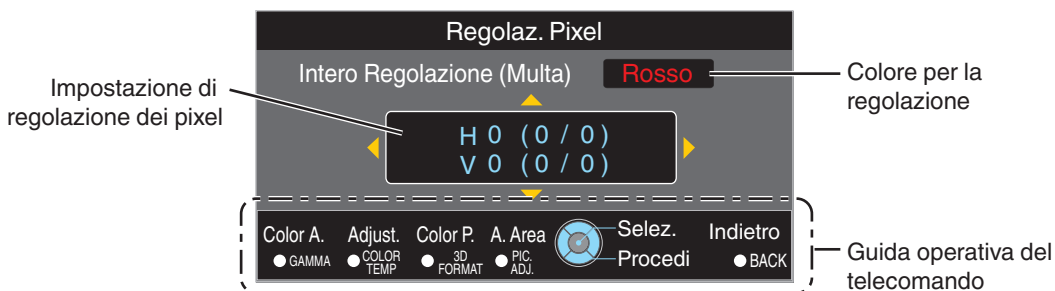 Regolaz. Pixel
Intero Regolazione (Multa) Rosso
Impostazione di
regolazione dei pixel
Colore per la
regolazione
H 0 (0 / 0)
V 0 (0 / 0)
Color A. Adjust. Color P. A. Area Selez. Indietro
GAMMA COLOR TEMP 3D FORMAT PIC. ADJ. Procedi BACK
Guida operativa del
telecomando